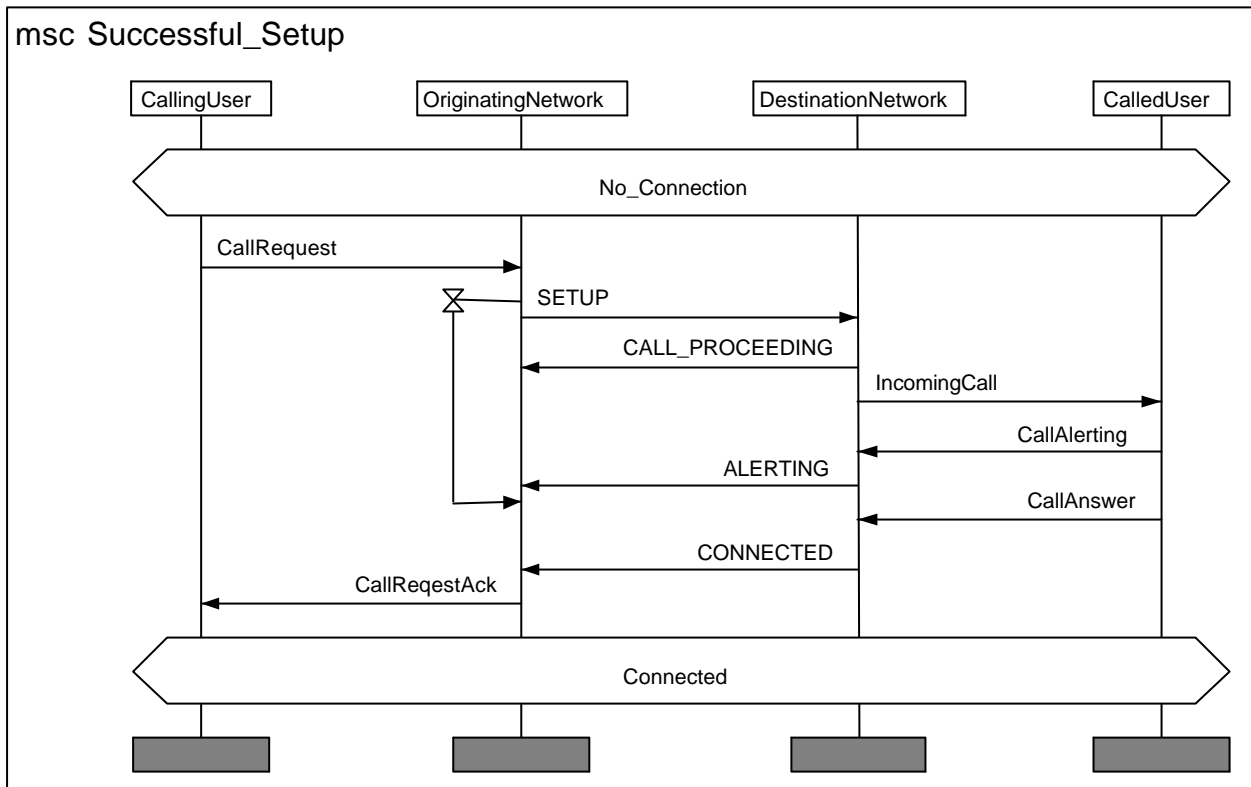 msc Successful_Setup
CallingUser
OriginatingNetwork
DestinationNetwork
CalledUser
No_Connection
CallRequest
SETUP
CALL_PROCEEDING
IncomingCall
CallAlerting
ALERTING
CallAnswer
CONNECTED
CallReqestAck
Connected